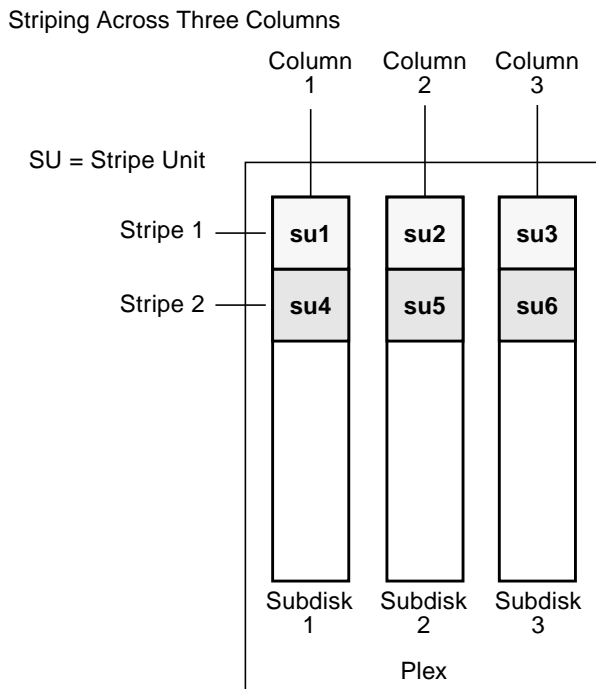 Striping Across Three Columns
Column Column Column
1 2 3
SU = Stripe Unit
Stripe 1 su1 su2 su3
Stripe 2 su4 su5 su6
Subdisk Subdisk Subdisk
1 2 3
Plex